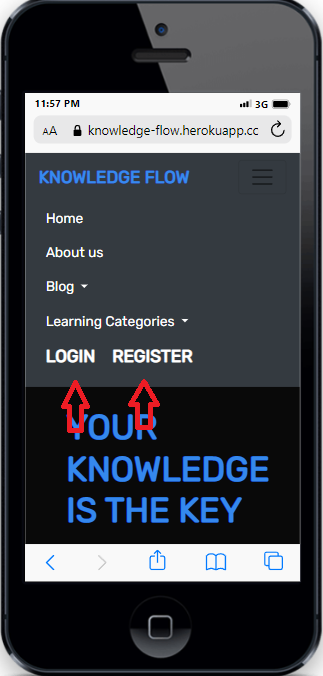 11:57 PM 3G
AA knowledge-flow.herokuapp.cc
KNOWLEDGE FLOW
Home
About us
Blog
Learning Categories
LOGIN REGISTER
YOUR
KNOWLEDGE
IS THE KEY